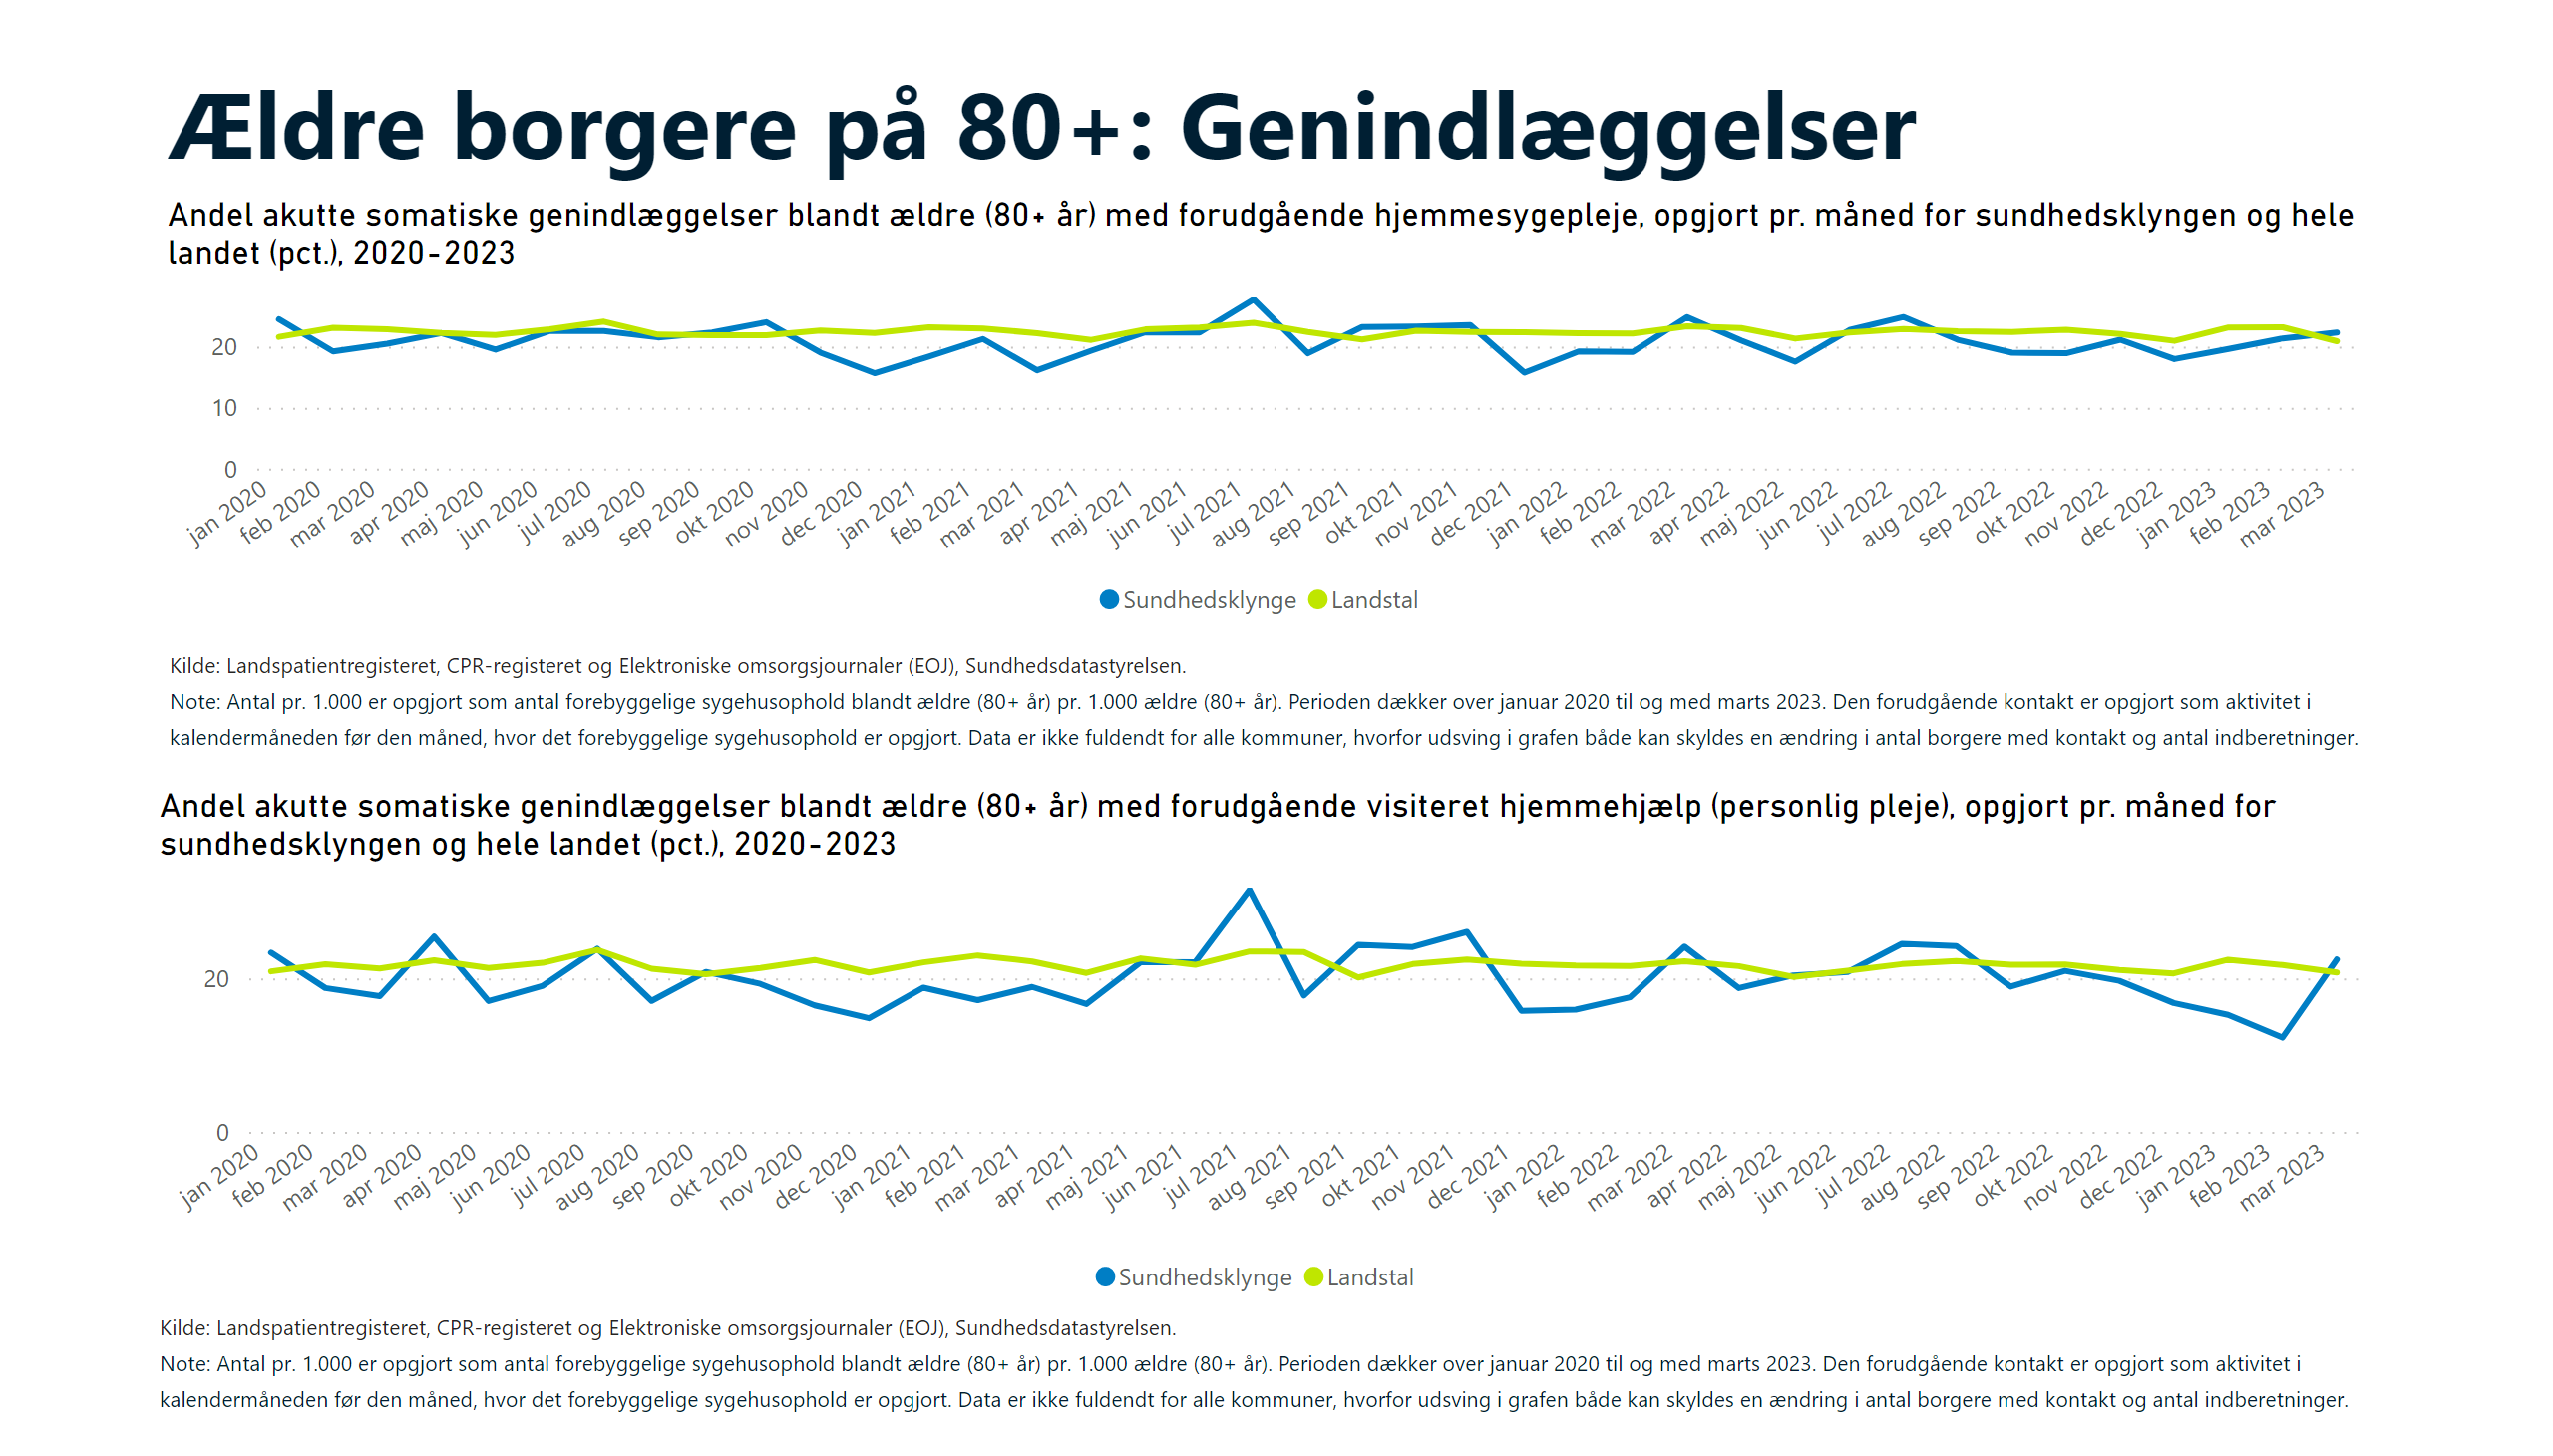 Ældre borgere på 80+: Genindlæggelser
Andel akutte somatiske genindlæggelser blandt ældre (80+ år) med forudgående hjemmesygepleje, opgjort pr. måned for sundhedsklyngen og hele
landet (pct.), 2020-2023
20
10
0
jan 2020
feb 2020
mar 2020
apr 2020
maj 2020
jun 2020
jul 2020
aug 2020
sep 2020
okt 2020
nov 2020
dec 2020
jan 2021
feb 2021
mar 2021
apr 2021
maj 2021
jun 2021
jul 2021
aug 2021
sep 2021
okt 2021
nov 2021
dec 2021
jan 2022
feb 2022
mar 2022
apr 2022
maj 2022
jun 2022
jul 2022
aug 2022
sep 2022
okt 2022
nov 2022
dec 2022
jan 2023
feb 2023
mar 2023
Sundhedsklynge Landstal
Kilde: Landspatientregisteret, CPR-registeret og Elektroniske omsorgsjournaler (EOJ), Sundhedsdatastyrelsen.
Note: Antal pr. 1.000 er opgjort som antal forebyggelige sygehusophold blandt ældre (80+ år) pr. 1.000 ældre (80+ år). Perioden dækker over januar 2020 til og med marts 2023. Den forudgående kontakt er opgjort som aktivitet i
kalendermåneden før den måned, hvor det forebyggelige sygehusophold er opgjort. Data er ikke fuldendt for alle kommuner, hvorfor udsving i grafen både kan skyldes en ændring i antal borgere med kontakt og antal indberetninger.
Andel akutte somatiske genindlæggelser blandt ældre (80+ år) med forudgående visiteret hjemmehjælp (personlig pleje), opgjort pr. måned for
sundhedsklyngen og hele landet (pct.), 2020-2023
20
0
jan 2020
feb 2020
mar 2020
apr 2020
maj 2020
jun 2020
jul 2020
aug 2020
sep 2020
okt 2020
nov 2020
dec 2020
jan 2021
feb 2021
mar 2021
apr 2021
maj 2021
jun 2021
jul 2021
aug 2021
sep 2021
okt 2021
nov 2021
dec 2021
jan 2022
feb 2022
mar 2022
apr 2022
maj 2022
jun 2022
jul 2022
aug 2022
sep 2022
okt 2022
nov 2022
dec 2022
jan 2023
feb 2023
mar 2023
Sundhedsklynge Landstal
Kilde: Landspatientregisteret, CPR-registeret og Elektroniske omsorgsjournaler (EOJ), Sundhedsdatastyrelsen.
Note: Antal pr. 1.000 er opgjort som antal forebyggelige sygehusophold blandt ældre (80+ år) pr. 1.000 ældre (80+ år). Perioden dækker over januar 2020 til og med marts 2023. Den forudgående kontakt er opgjort som aktivitet i
kalendermåneden før den måned, hvor det forebyggelige sygehusophold er opgjort. Data er ikke fuldendt for alle kommuner, hvorfor udsving i grafen både kan skyldes en ændring i antal borgere med kontakt og antal indberetninger.